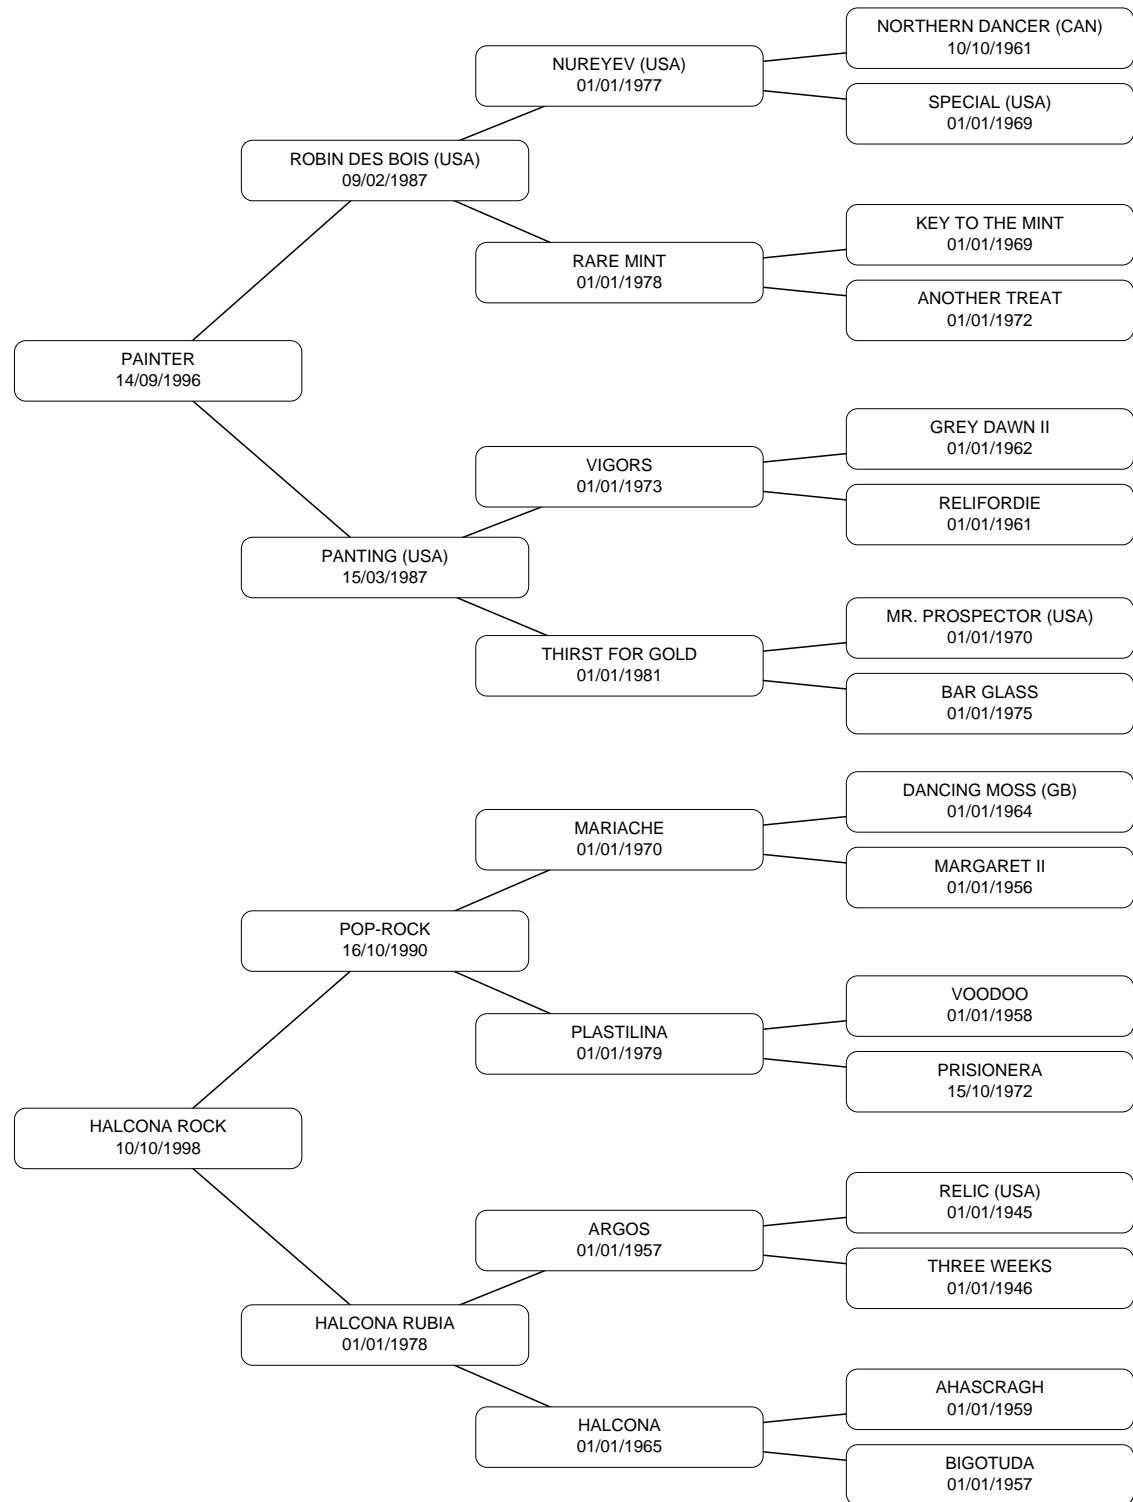 NORTHERN DANCER (CAN)
10/10/1961
NUREYEV (USA)
01/01/1977
SPECIAL (USA)
01/01/1969
ROBIN DES BOIS (USA)
09/02/1987
KEY TO THE MINT
01/01/1969
RARE MINT
01/01/1978
ANOTHER TREAT
01/01/1972
PAINTER
14/09/1996
GREY DAWN II
01/01/1962
VIGORS
01/01/1973
RELIFORDIE
01/01/1961
PANTING (USA)
15/03/1987
MR. PROSPECTOR (USA)
01/01/1970
THIRST FOR GOLD
01/01/1981
BAR GLASS
01/01/1975
DANCING MOSS (GB)
01/01/1964
MARIACHE
01/01/1970
MARGARET II
01/01/1956
POP-ROCK
16/10/1990
VOODOO
01/01/1958
PLASTILINA
01/01/1979
PRISIONERA
15/10/1972
HALCONA ROCK
10/10/1998
RELIC (USA)
01/01/1945
ARGOS
01/01/1957
THREE WEEKS
01/01/1946
HALCONA RUBIA
01/01/1978
AHASCRAGH
01/01/1959
HALCONA
01/01/1965
BIGOTUDA
01/01/1957